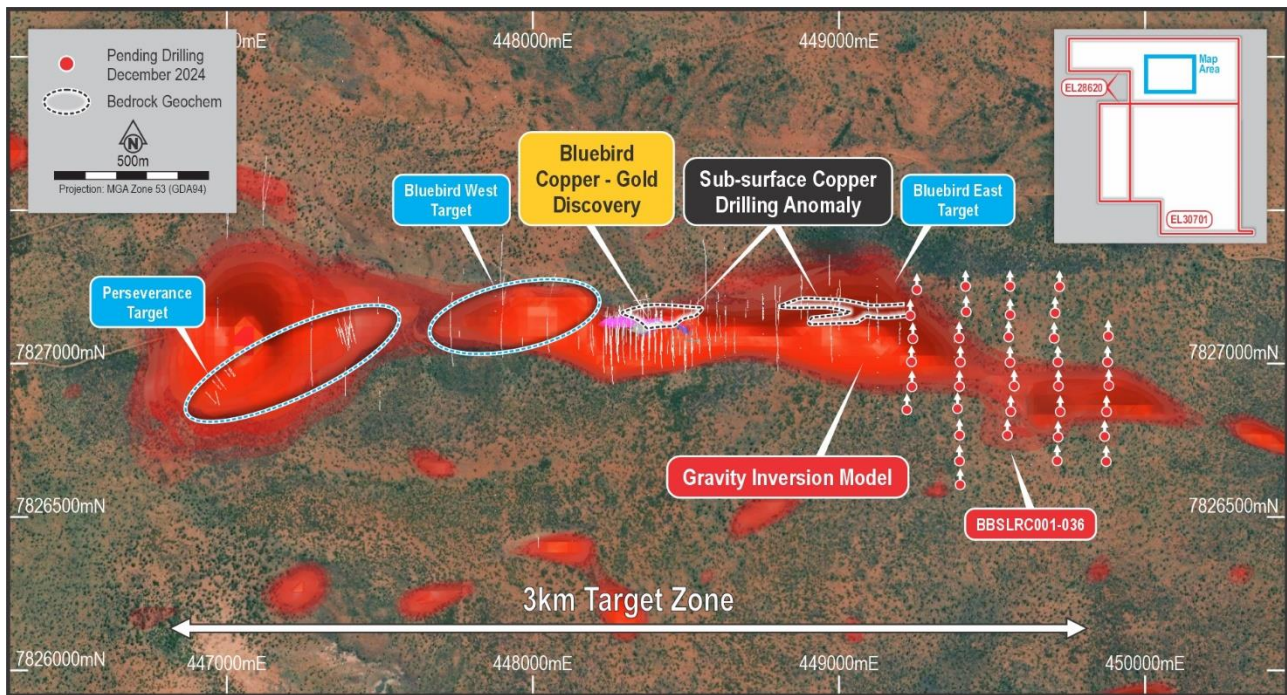 mE
448000mE
449000mE
Pending Drilling
December 2024
Bedrock Geochem
N
500m
Projection: MGA Zone 53 (GDA94)
Map
Area
EL28620
EL30701
Bluebird
Copper - Gold
Discovery
Sub-surface Copper
Drilling Anomaly
Bluebird West
Target
Bluebird East
Target
Perseverance
Target
7827000mN
7827000mN
Gravity Inversion Model
7826500mN
7826500mN
BBSLRC001-036
3km Target Zone
7826000mN
447000mE
448000mE
449000mE
450000mE